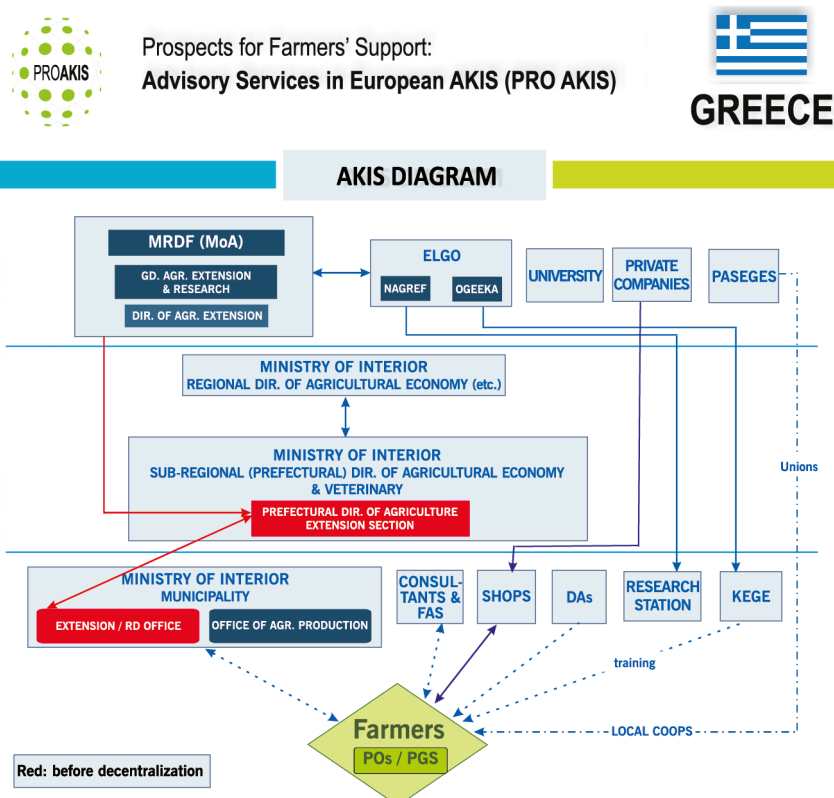 PROAKIS
Prospects for Farmers' Support:
Advisory Services in European AKIS (PRO AKIS)
GREECE
AKIS DIAGRAM
MRDF (MoA)
GD. AGR. EXTENSION
& RESEARCH
DIR. OF AGR. EXTENSION
ELGO
NAGREF
OGEEKA
UNIVERSITY
PRIVATE
COMPANIES
PASEGES
MINISTRY OF INTERIOR
REGIONAL DIR. OF AGRICULTURAL ECONOMY (etc.)
MINISTRY OF INTERIOR
SUB-REGIONAL (PREFECTURAL) DIR. OF AGRICULTURAL ECONOMY
& VETERINARY
PREFECTURAL DIR. OF AGRICULTURE
EXTENSION SECTION
Unions
MINISTRY OF INTERIOR
MUNICIPALITY
EXTENSION / RD OFFICE
OFFICE OF AGR. PRODUCTION
CONSUL-
TANTS &
FAS
SHOPS
DAs
RESEARCH
STATION
KEGE
training
LOCAL COOPS
Farmers
POs / PGS
Red: before decentralization